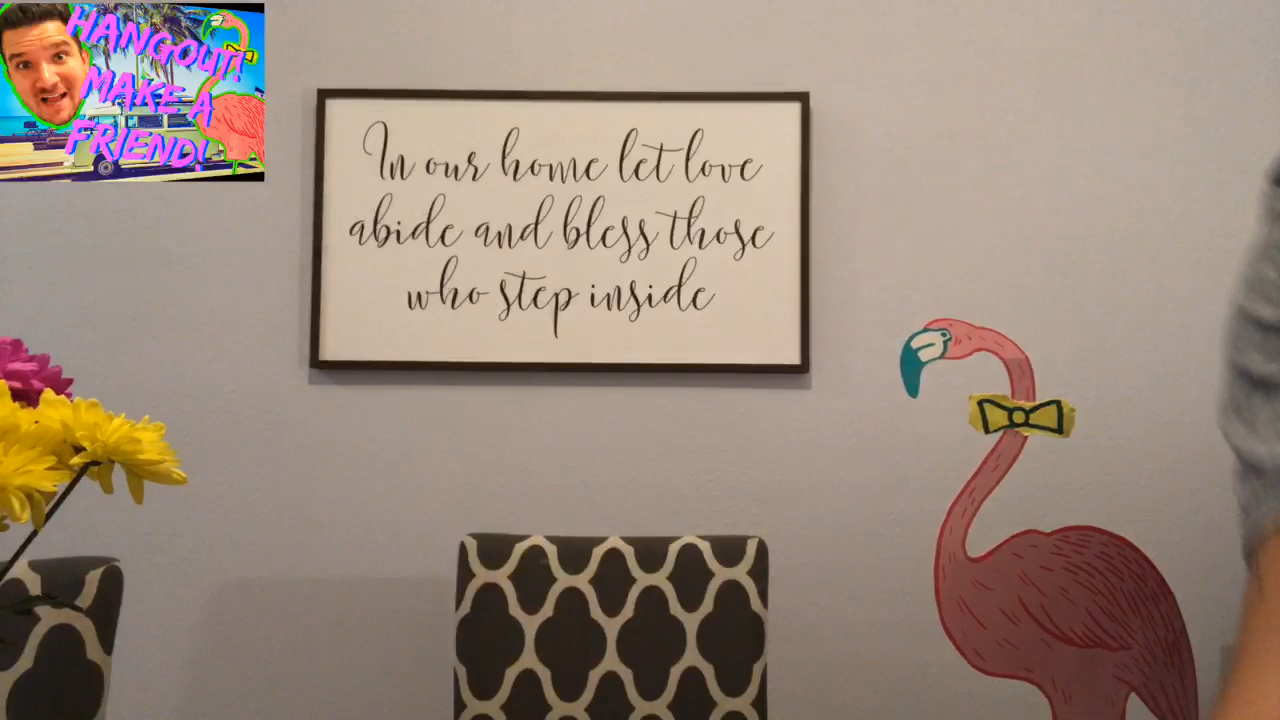 HANGOUT!
MAKE A
FRIEND!
In our home let love
abide and bless those
who step inside